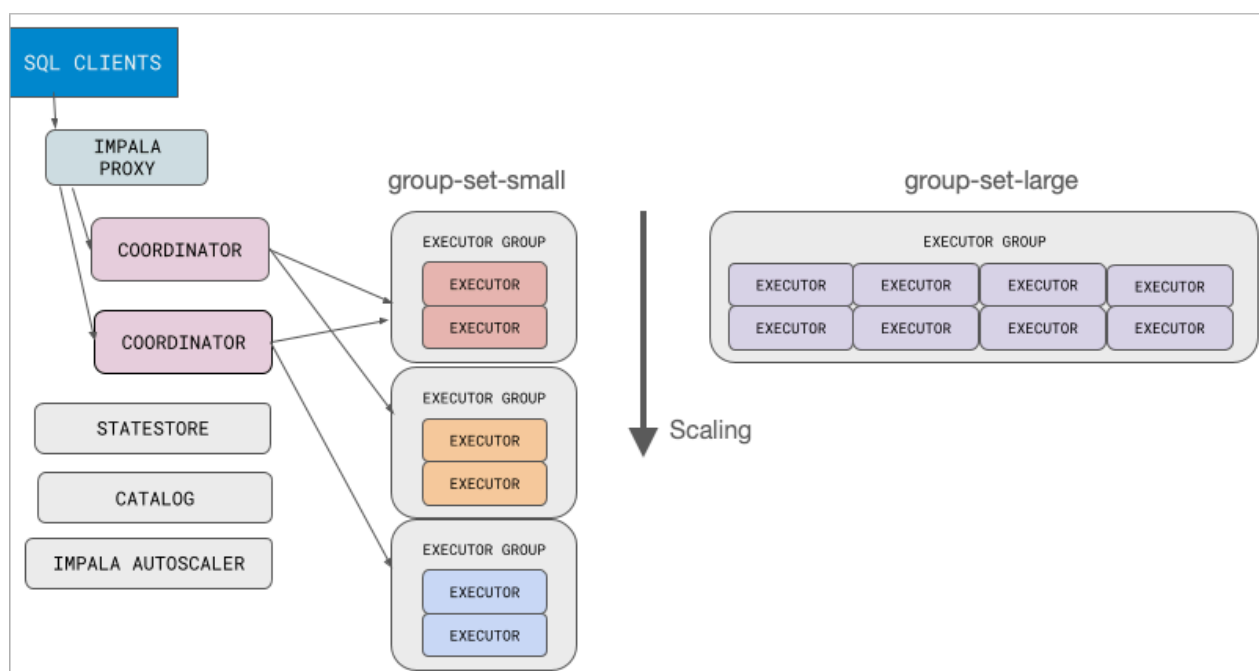 SQL CLIENTS
IMPALA
PROXY
COORDINATOR
COORDINATOR
STATESTORE
CATALOG
IMPALA AUTOSCALER
group-set-small
EXECUTOR GROUP
EXECUTOR
EXECUTOR
EXECUTOR GROUP
EXECUTOR
EXECUTOR
EXECUTOR GROUP
EXECUTOR
EXECUTOR
Scaling
group-set-large
EXECUTOR GROUP
EXECUTOR EXECUTOR EXECUTOR EXECUTOR
EXECUTOR EXECUTOR EXECUTOR EXECUTOR